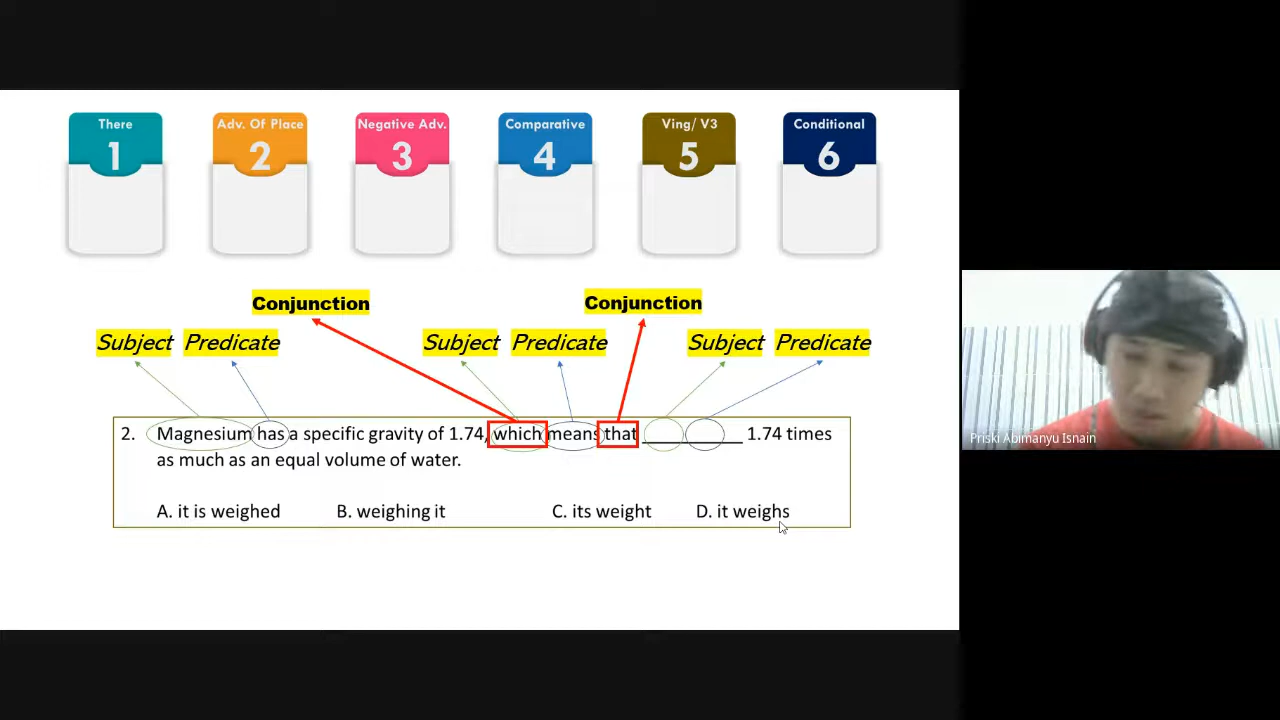 There
Adv. Of Place
Negative Adv.
Comparative
Ving/ V3
Conditional
1
2
3
4
5
6
Conjunction
Conjunction
Subject Predicate
Subject Predicate
Subject Predicate
2. Magnesium has a specific gravity of 1.74, which means that ___________ 1.74 times
as much as an equal volume of water.
A. it is weighed B. weighing it C. its weight D. it weighs
Priski Abimanyu Isnain